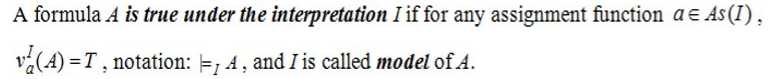 A formula A is true under the interpretation I if for any assignment function a ∈ As(I),
v_a^I(A) = T, notation: ⊨_I A, and I is called model of A.